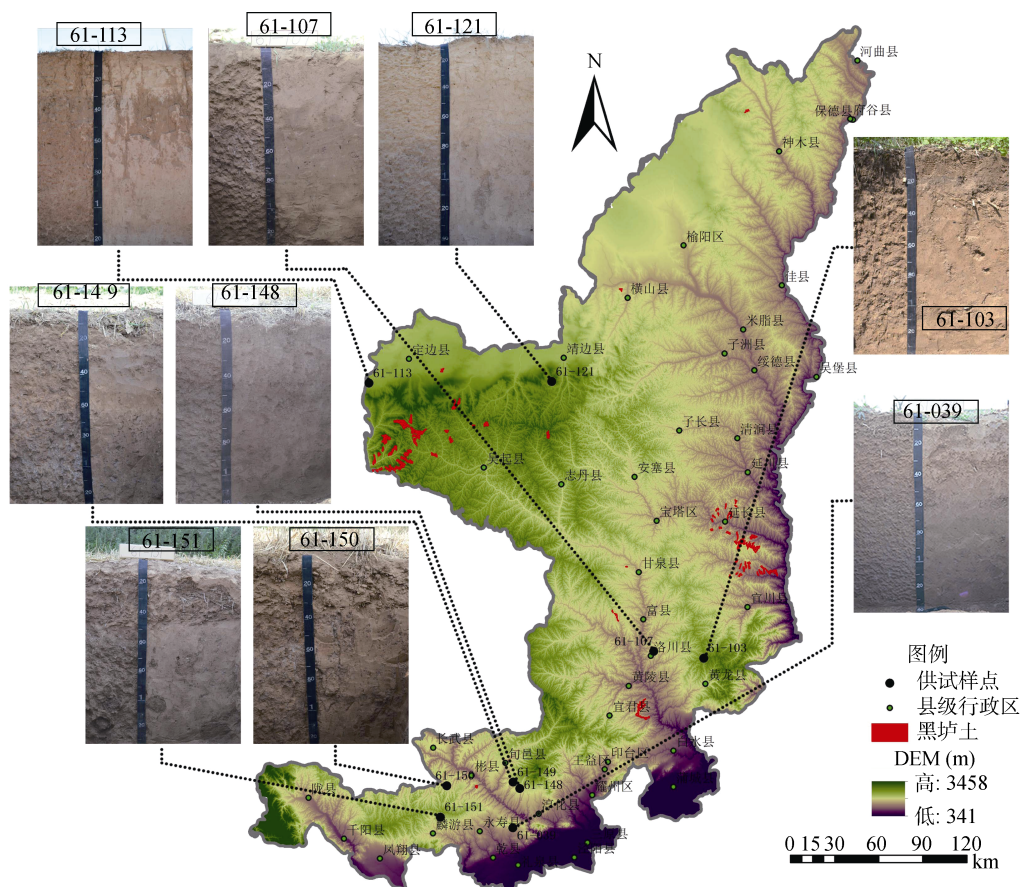 61-113
61-107
61-121
N
河曲县
保德县
府谷县
神木县
榆阳区
佳县
61-14 9
61-148
横山县
米脂县
61-103
定边县
靖边县
子洲县
绥德县
吴堡县
61-113
61-121
61-039
子长县
清涧县
吴起县
志丹县
安塞县
延川县
宝塔区
延长县
61-151
61-150
甘泉县
宜川县
富县
61-107
洛川县
61-103
图例
黄陵县
黄龙县
供试样点
宜君县
县级行政区
长武县
黑垆土
旬邑县
印台区
彬县
王益区
DEM (m)
61-149
61-148
高: 3458
陇县
耀州区
61-151
淳化县
低: 341
麟游县
永寿县
千阳县
凤翔县
乾县
0 15 30 60 90 120
km